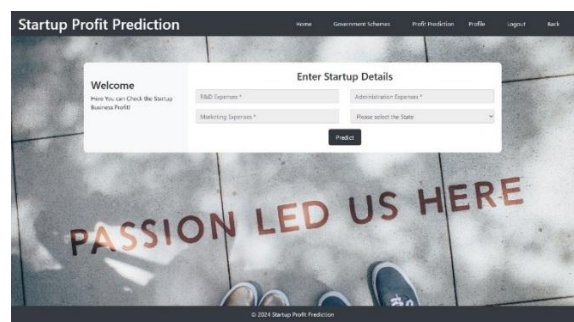 Startup Profit Prediction
Home Government Schemes Profit Prediction Profile Logout Back
Welcome
Here You can Check the Startup
Business Profit!
Enter Startup Details
R&D Expenses * Administration Expenses *
Marketing Expenses * Please select the State
Predict
PASSION LED US HERE
© 2024 Startup Profit Prediction